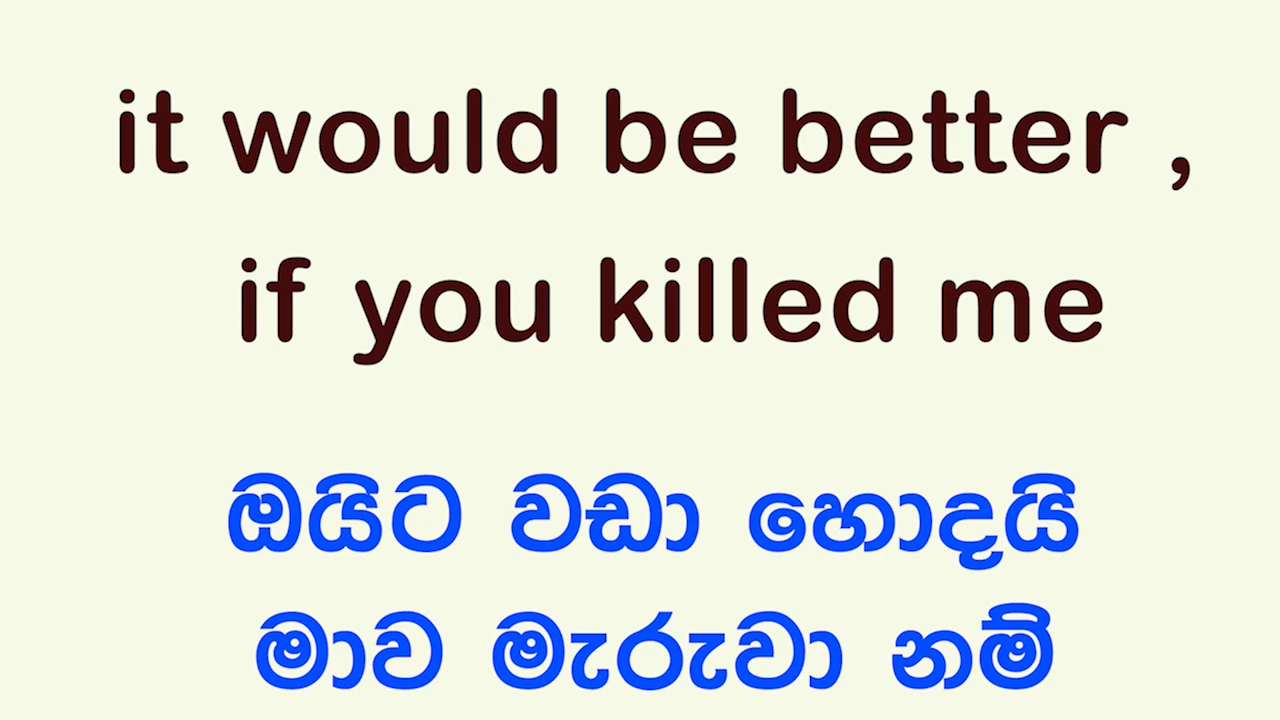 it would be better ,
if you killed me
ඔයිට වඩා හොදයි
මාව මැරුවා නම්